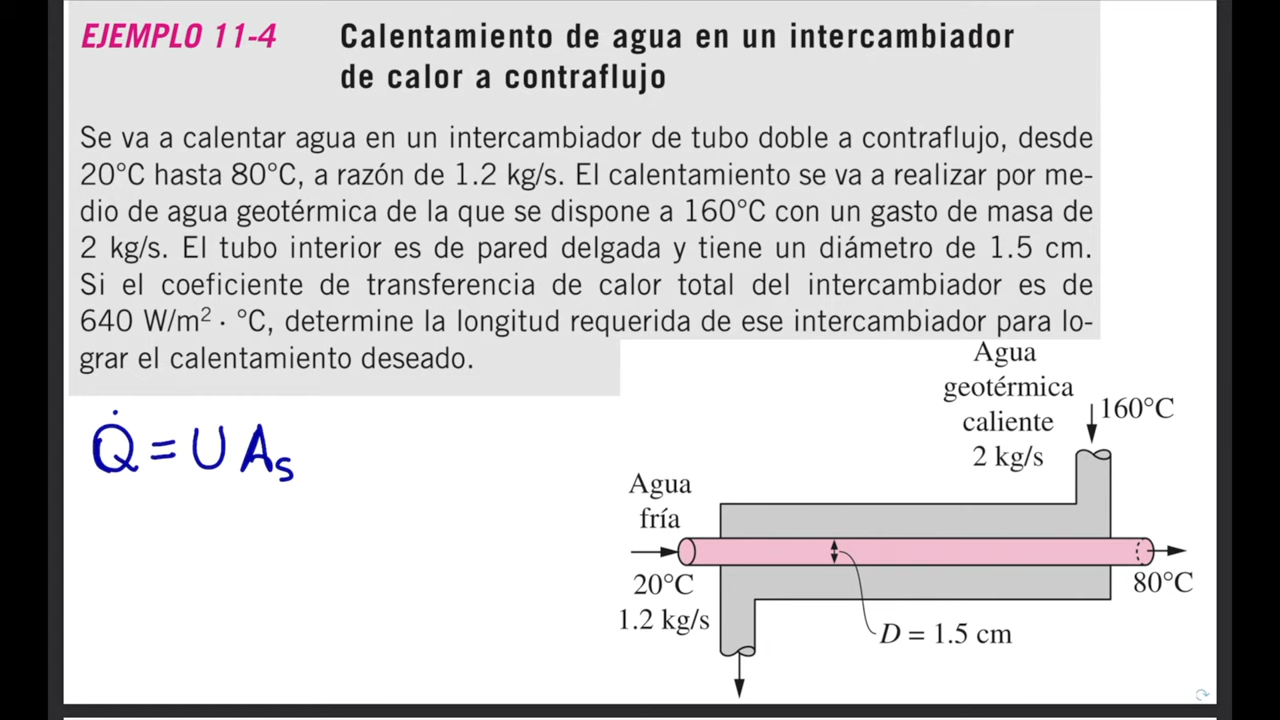 EJEMPLO 11-4 Calentamiento de agua en un intercambiador
de calor a contraflujo
Se va a calentar agua en un intercambiador de tubo doble a contraflujo, desde
20°C hasta 80°C, a razón de 1.2 kg/s. El calentamiento se va a realizar por me-
dio de agua geotérmica de la que se dispone a 160°C con un gasto de masa de
2 kg/s. El tubo interior es de pared delgada y tiene un diámetro de 1.5 cm.
Si el coeficiente de transferencia de calor total del intercambiador es de
640 W/m² · °C, determine la longitud requerida de ese intercambiador para lo-
grar el calentamiento deseado.
Q̇ = U Aₛ
Agua
geotérmica
caliente
2 kg/s
160°C
Agua
fría
20°C
1.2 kg/s
80°C
D = 1.5 cm